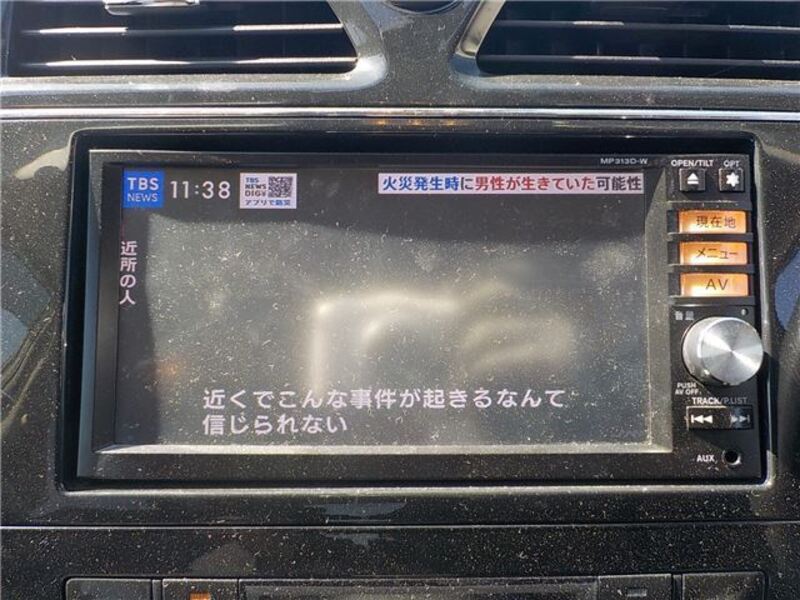 MP313D-W
OPEN/TILT OPT
TBS
NEWS
11:38
TBS
NEWS
DIG
アプリで防災
火災発生時に男性が生きていた可能性
近所の人
現在地
メニュー
AV
音量
PUSH
AV OFF
TRACK/P.LIST
AUX
近くでこんな事件が起きるなんて
信じられない